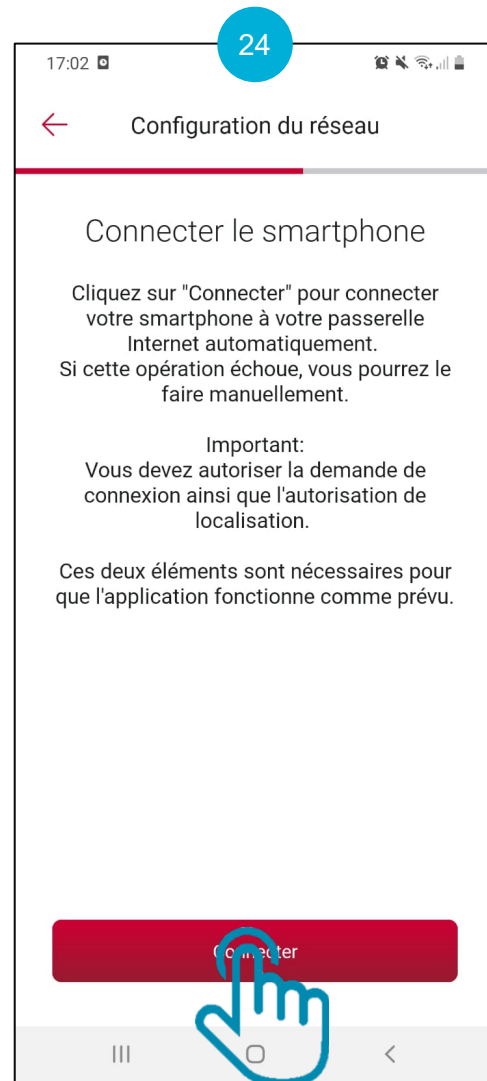 24
17:02
Configuration du réseau
Connecter le smartphone
Cliquez sur "Connecter" pour connecter
votre smartphone à votre passerelle
Internet automatiquement.
Si cette opération échoue, vous pourrez le
faire manuellement.
Important:
Vous devez autoriser la demande de
connexion ainsi que l'autorisation de
localisation.
Ces deux éléments sont nécessaires pour
que l'application fonctionne comme prévu.
Connecter